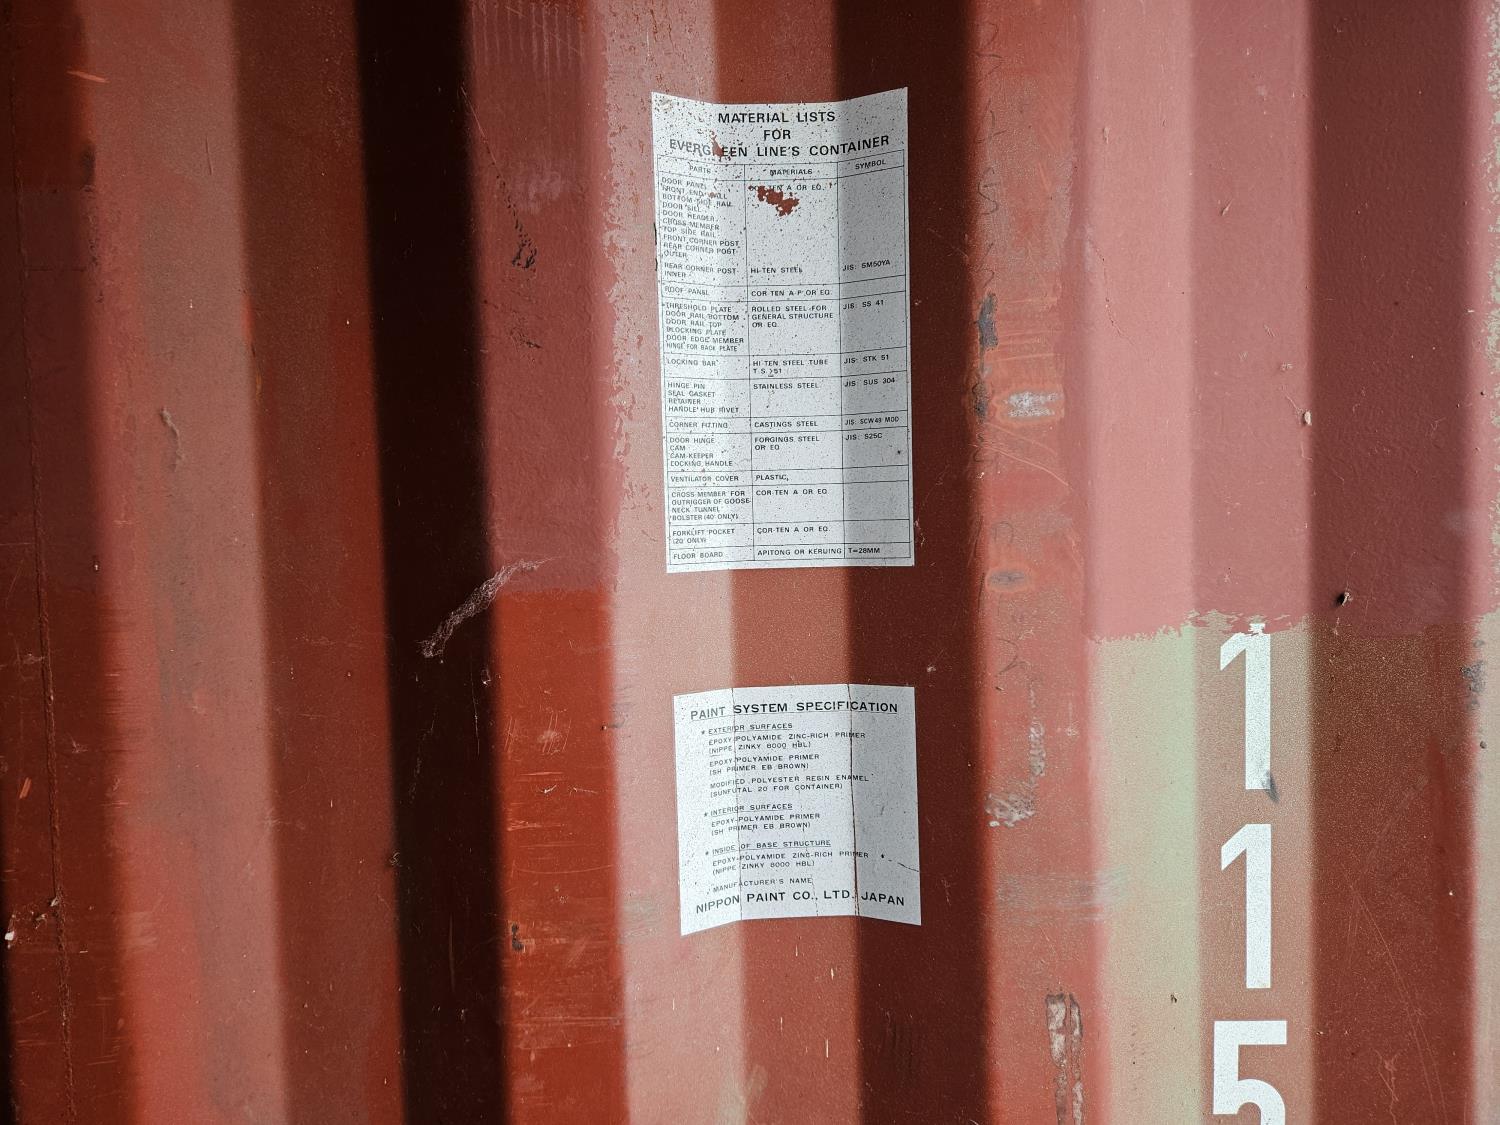 MATERIAL LISTS
FOR
EVERGREEN LINE'S CONTAINER
PARTS MATERIALS SYMBOL
DOOR PANEL COR-TEN A OR EQ.
FRONT END WALL
BOTTOM SIDE RAIL
DOOR SILL
DOOR HEADER
CROSS MEMBER
TOP SIDE RAIL
FRONT CORNER POST
REAR CORNER POST-
OUTER
REAR CORNER POST- HI-TEN STEEL JIS: SM50YA
INNER
ROOF PANEL COR TEN A-P OR EQ.
THRESHOLD PLATE ROLLED STEEL FOR JIS: SS 41
DOOR RAIL BOTTOM GENERAL STRUCTURE
DOOR RAIL TOP OR EQ.
BLOCKING PLATE
DOOR EDGE MEMBER
HINGE FOR BACK PLATE
LOCKING BAR HI-TEN STEEL TUBE JIS: STK 51
T.S.>51
HINGE PIN STAINLESS STEEL JIS: SUS 304
SEAL GASKET
RETAINER
HANDLE HUB RIVET
CORNER FITTING CASTINGS STEEL JIS: SCW49 MOD
DOOR HINGE FORGINGS STEEL JIS: S25C
CAM OR EQ
CAM-KEEPER
LOCKING HANDLE
VENTILATOR COVER PLASTIC,
CROSS MEMBER FOR COR-TEN A OR EQ
OUTRIGGER OF GOOSE-
NECK TUNNEL
BOLSTER (40' ONLY)
FORKLIFT POCKET COR-TEN A OR EQ.
(20' ONLY)
FLOOR BOARD APITONG OR KERUING T=28MM
PAINT SYSTEM SPECIFICATION
* EXTERIOR SURFACES
EPOXY-POLYAMIDE ZINC-RICH PRIMER
(NIPPE ZINKY 8000 HBL)
EPOXY-POLYAMIDE PRIMER
(SH PRIMER EB BROWN)
MODIFIED POLYESTER RESIN ENAMEL
(SUNFUTAL 20 FOR CONTAINER)
* INTERIOR SURFACES
EPOXY-POLYAMIDE PRIMER
(SH PRIMER EB BROWN)
* INSIDE OF BASE STRUCTURE
EPOXY-POLYAMIDE ZINC-RICH PRIMER
(NIPPE ZINKY 8000 HBL)
MANUFACTURER'S NAME
NIPPON PAINT CO., LTD. JAPAN
1
1
5